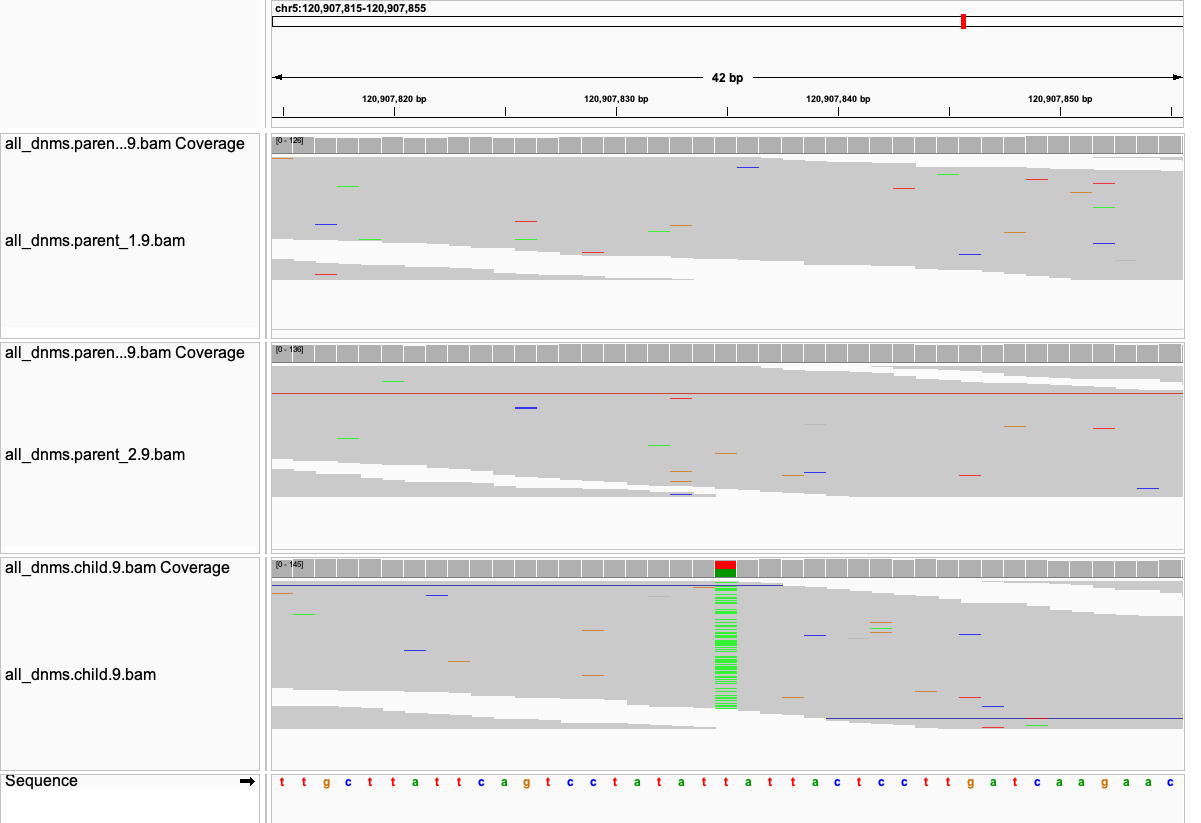 chr5:120,907,815-120,907,855
42 bp
120,907,820 bp 120,907,830 bp 120,907,840 bp 120,907,850 bp
all_dnms.paren...9.bam Coverage
[0 - 126]
all_dnms.parent_1.9.bam
all_dnms.paren...9.bam Coverage
[0 - 136]
all_dnms.parent_2.9.bam
all_dnms.child.9.bam Coverage
[0 - 145]
all_dnms.child.9.bam
Sequence
t t g c t t a t t c a g t c c t a t a t t a t t a c t c c t t g a t c a a g a a c